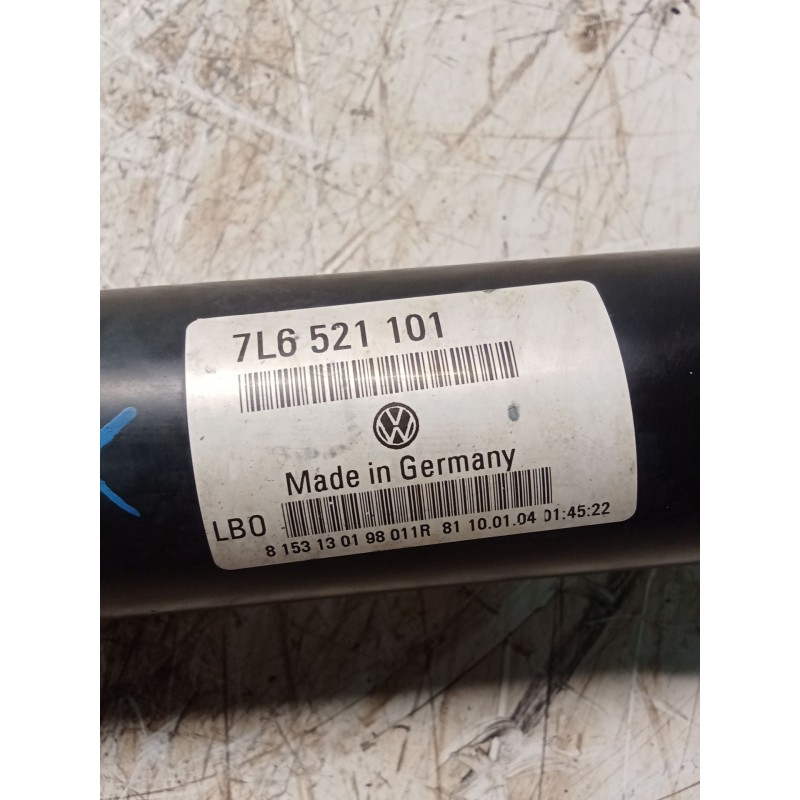 7L6 521 101
Made in Germany
LBO
8 153 13 01 98 011R 81 10.01.04 01:45:22